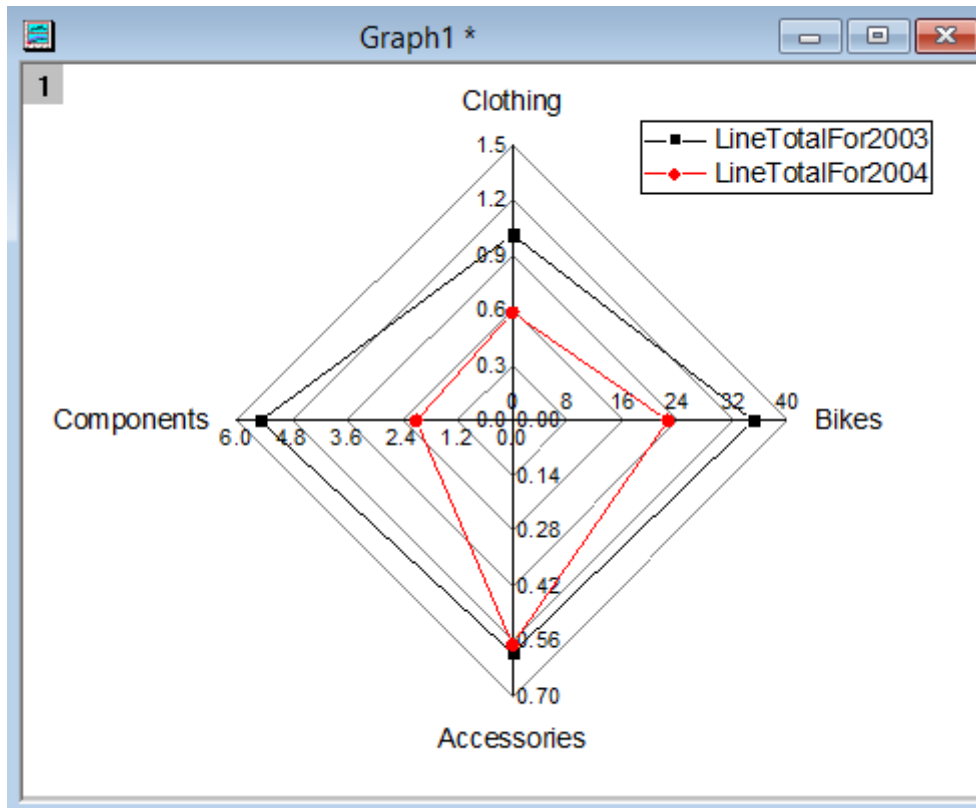 Graph1 *
1
Clothing
LineTotalFor2003
LineTotalFor2004
1.5
1.2
0.9
0.6
0.3
0 8 16 24 32 40
Components 0.0 0.00 Bikes
6.0 4.8 3.6 2.4 1.2 0.0
0.14
0.28
0.42
0.56
0.70
Accessories